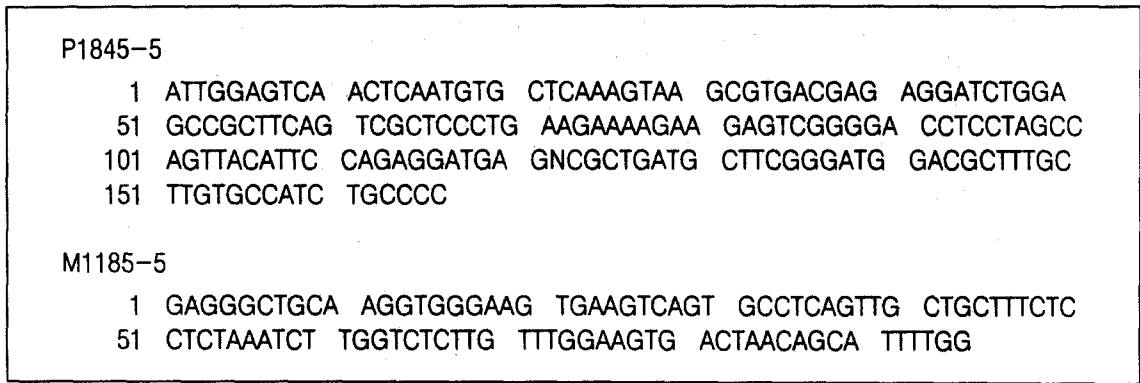 P1845-5
1 ATTGGAGTCA ACTCAATGTG CTCAAAGTAA GCGTGACGAG AGGATCTGGA
51 GCCGCTTCAG TCGCTCCCTG AAGAAAAGAA GAGTCGGGGA CCTCCTAGCC
101 AGTTACATTC CAGAGGATGA GNCGCTGATG CTTCGGGATG GACGCTTTGC
151 TTGTGCCATC TGCCCC
M1185-5
1 GAGGGCTGCA AGGTGGGAAG TGAAGTCAGT GCCTCAGTTG CTGCTTTCTC
51 CTCTAAATCT TGGTCTCTTG TTTGGAAGTG ACTAACAGCA TTTTGG